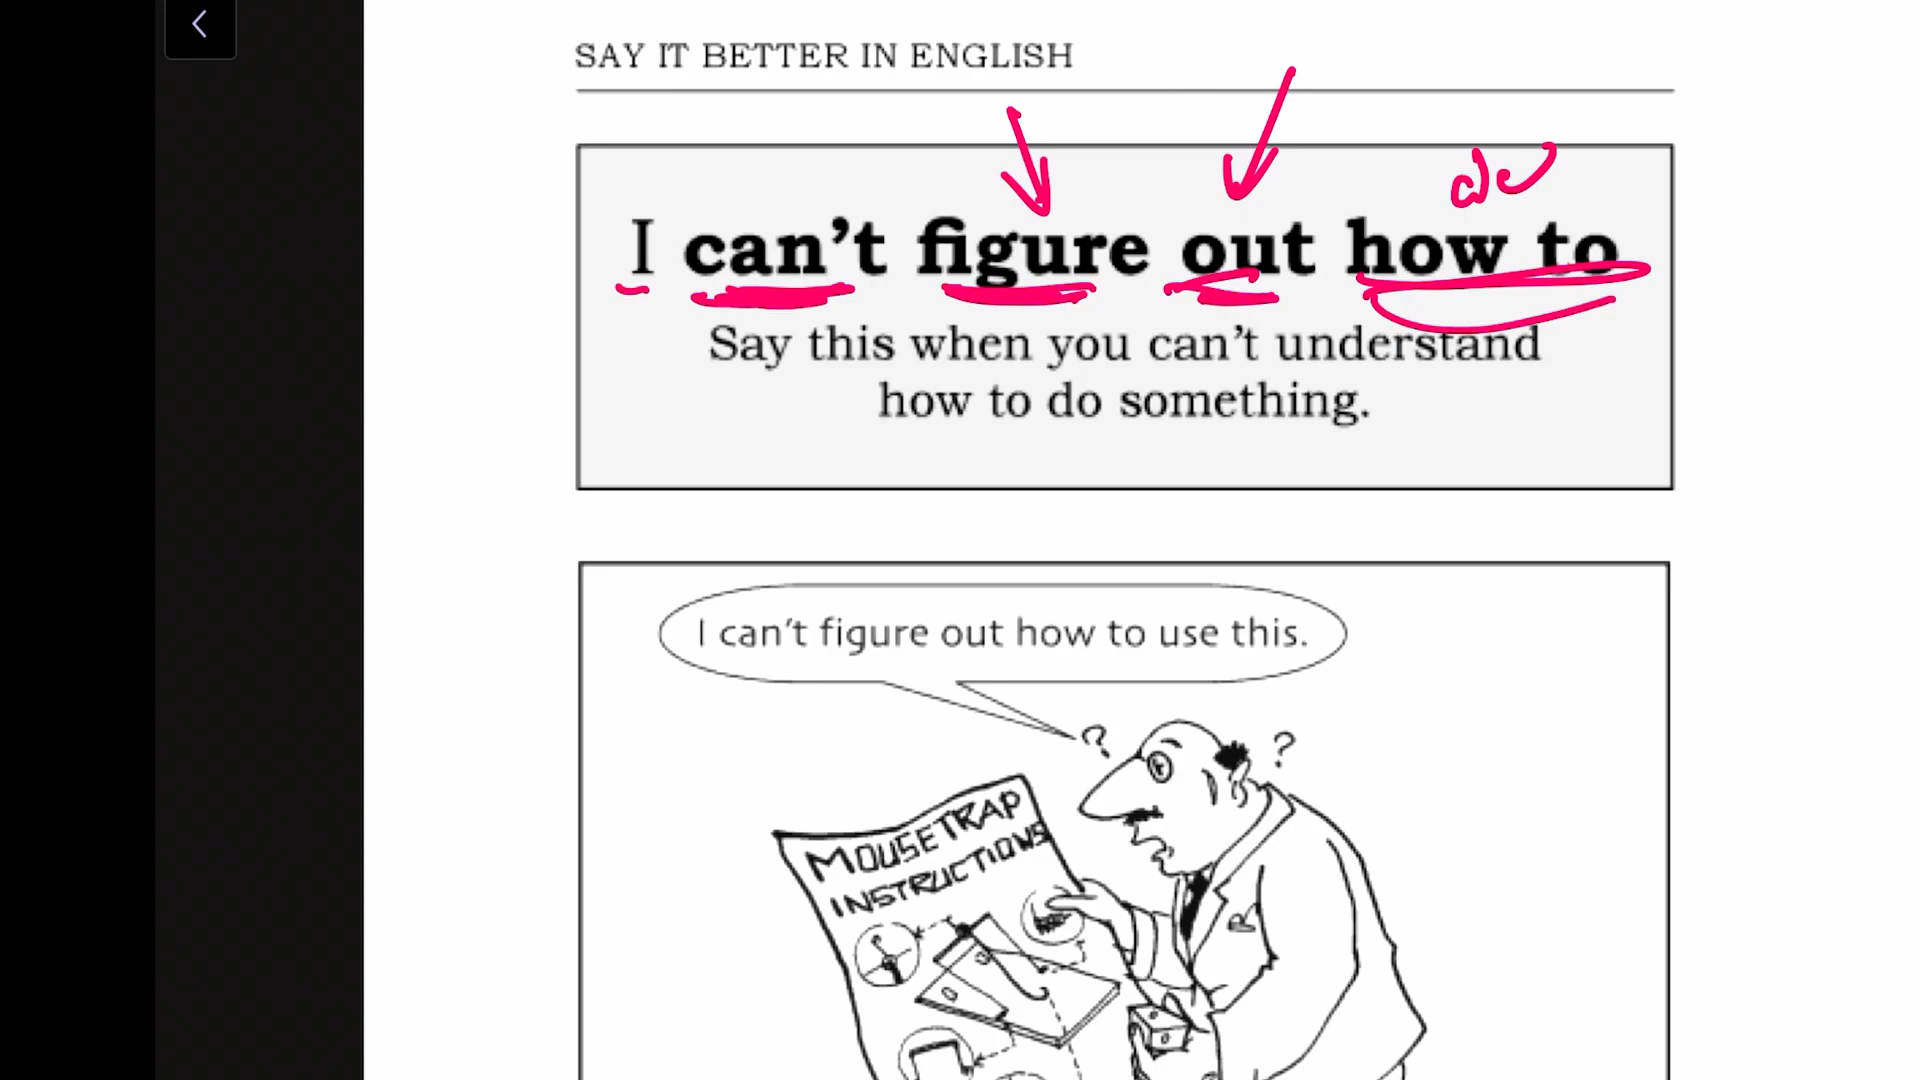 SAY IT BETTER IN ENGLISH
I can't figure out how to
Say this when you can't understand
how to do something.
I can't figure out how to use this.
?
?
MOUSETRAP
INSTRUCTIONS